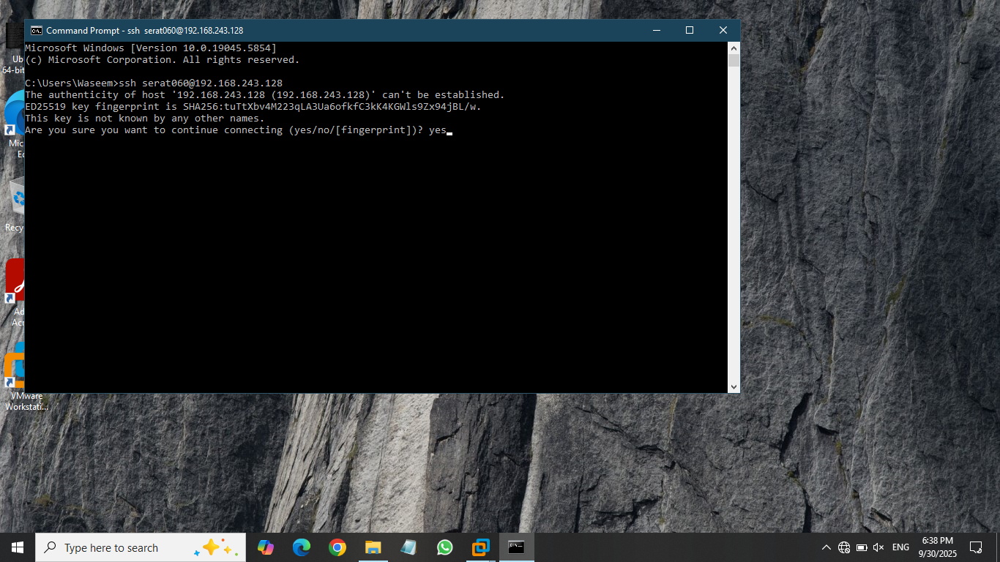 Command Prompt - ssh  serat060@192.168.243.128
Microsoft Windows [Version 10.0.19045.5854]
(c) Microsoft Corporation. All rights reserved.
C:\Users\Waseem>ssh serat060@192.168.243.128
The authenticity of host '192.168.243.128 (192.168.243.128)' can't be established.
ED25519 key fingerprint is SHA256:tuTtXbv4M223qLA3Ua6ofkfC3kK4KGWls9Zx94jBL/w.
This key is not known by any other names.
Are you sure you want to continue connecting (yes/no/[fingerprint])? yes
Ub
64-bit
Mic
Ed
Recy
Ad
Acr
VMware
Workstati...
Type here to search
ENG
6:38 PM
9/30/2025